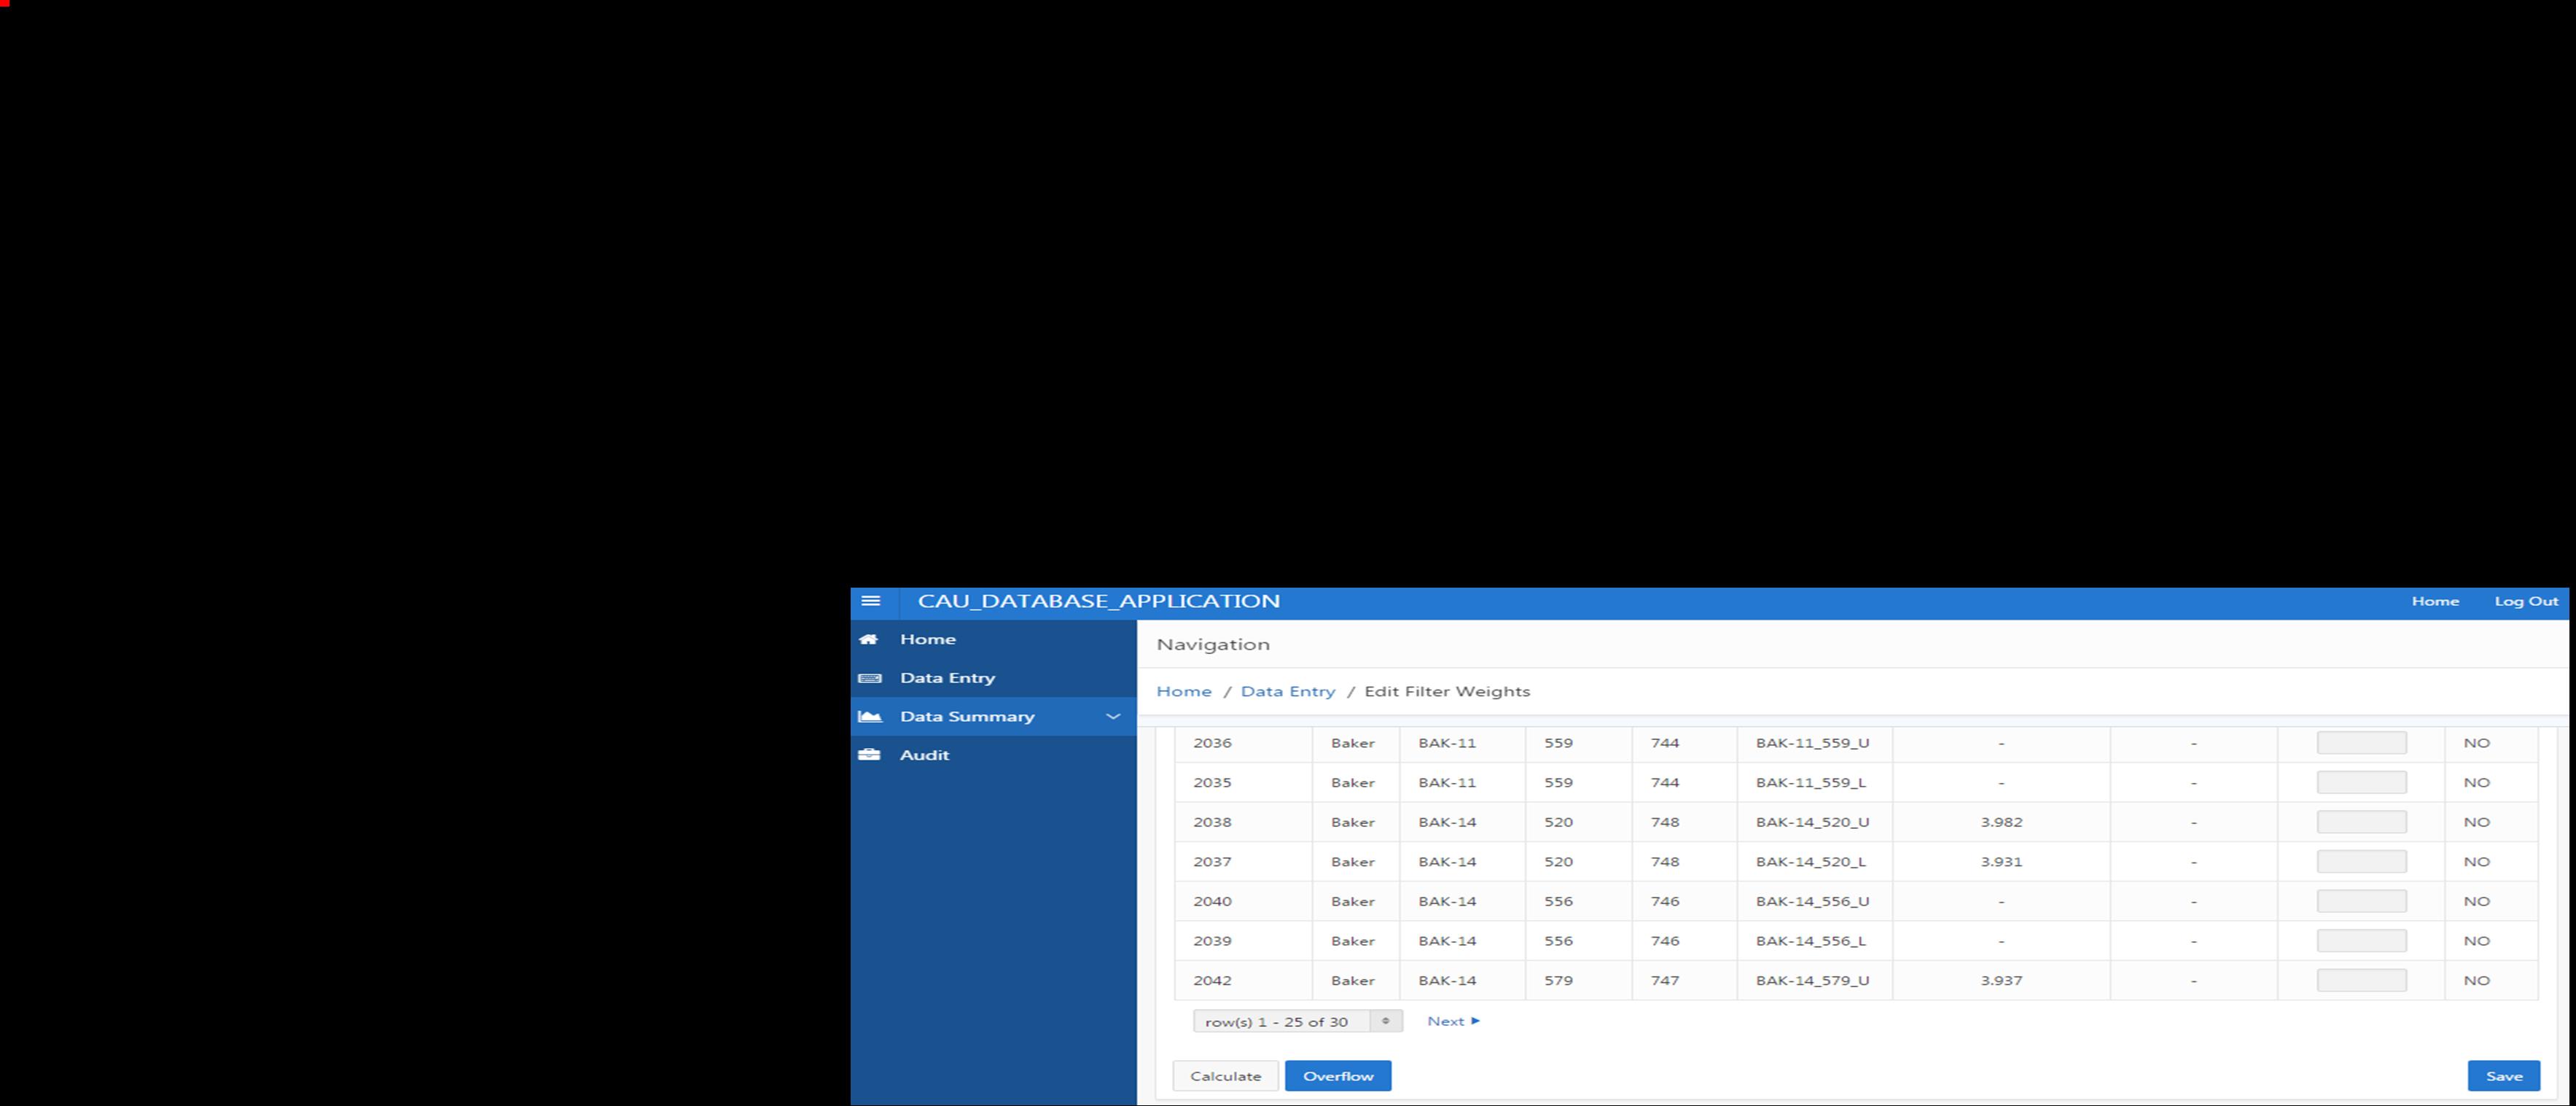 CAU_DATABASE_APPLICATION Home Log Out
Home
Data Entry
Data Summary
Audit
Navigation
Home / Data Entry / Edit Filter Weights
2036 Baker BAK-11 559 744 BAK-11_559_U - - NO
2035 Baker BAK-11 559 744 BAK-11_559_L - - NO
2038 Baker BAK-14 520 748 BAK-14_520_U 3.982 - NO
2037 Baker BAK-14 520 748 BAK-14_520_L 3.931 - NO
2040 Baker BAK-14 556 746 BAK-14_556_U - - NO
2039 Baker BAK-14 556 746 BAK-14_556_L - - NO
2042 Baker BAK-14 579 747 BAK-14_579_U 3.937 - NO
row(s) 1 - 25 of 30 Next
Calculate Overflow Save